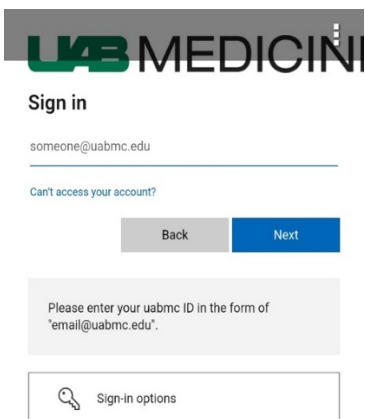 UAB MEDICIN
Sign in
someone@uabmc.edu
Can't access your account?
Back Next
Please enter your uabmc ID in the form of
"email@uabmc.edu".
Sign-in options